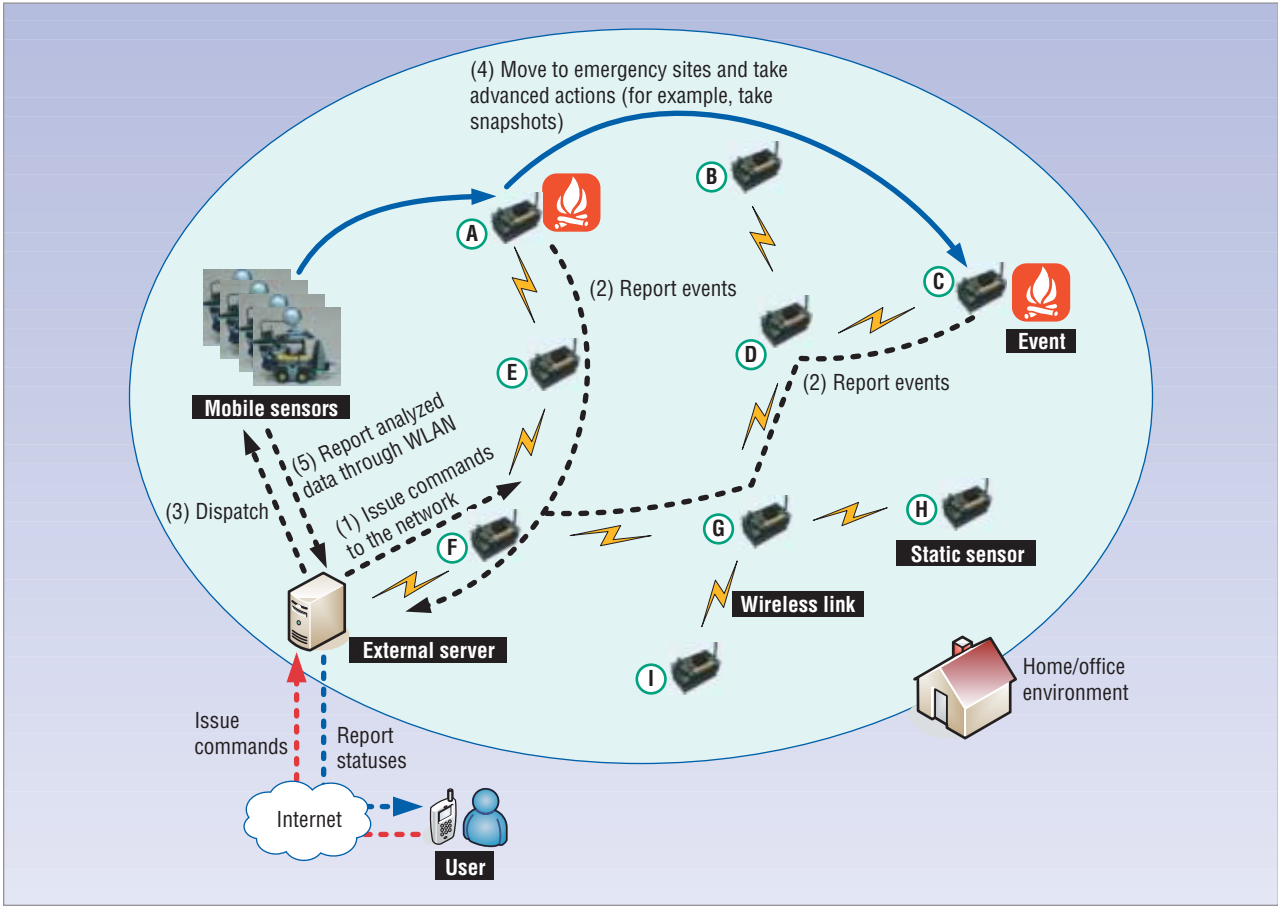 (4) Move to emergency sites and take
advanced actions (for example, take
snapshots)
B
A
C
(2) Report events
Event
D
E
(2) Report events
Mobile sensors
(5) Report analyzed
data through WLAN
(3) Dispatch
(1) Issue commands
to the network
F
G
H
Static sensor
Wireless link
External server
I
Home/office
environment
Issue
commands
Report
statuses
Internet
User